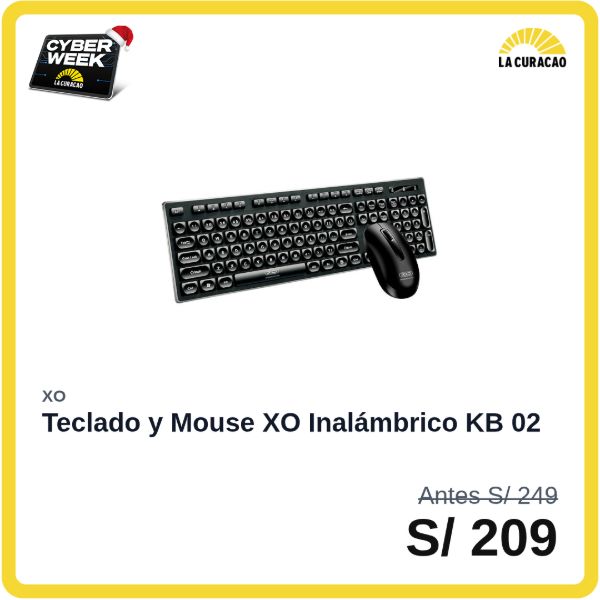 CYBER
WEEK
LA CURACAO
LA CURACAO
XO
Teclado y Mouse XO Inalámbrico KB 02
Antes S/ 249
S/ 209